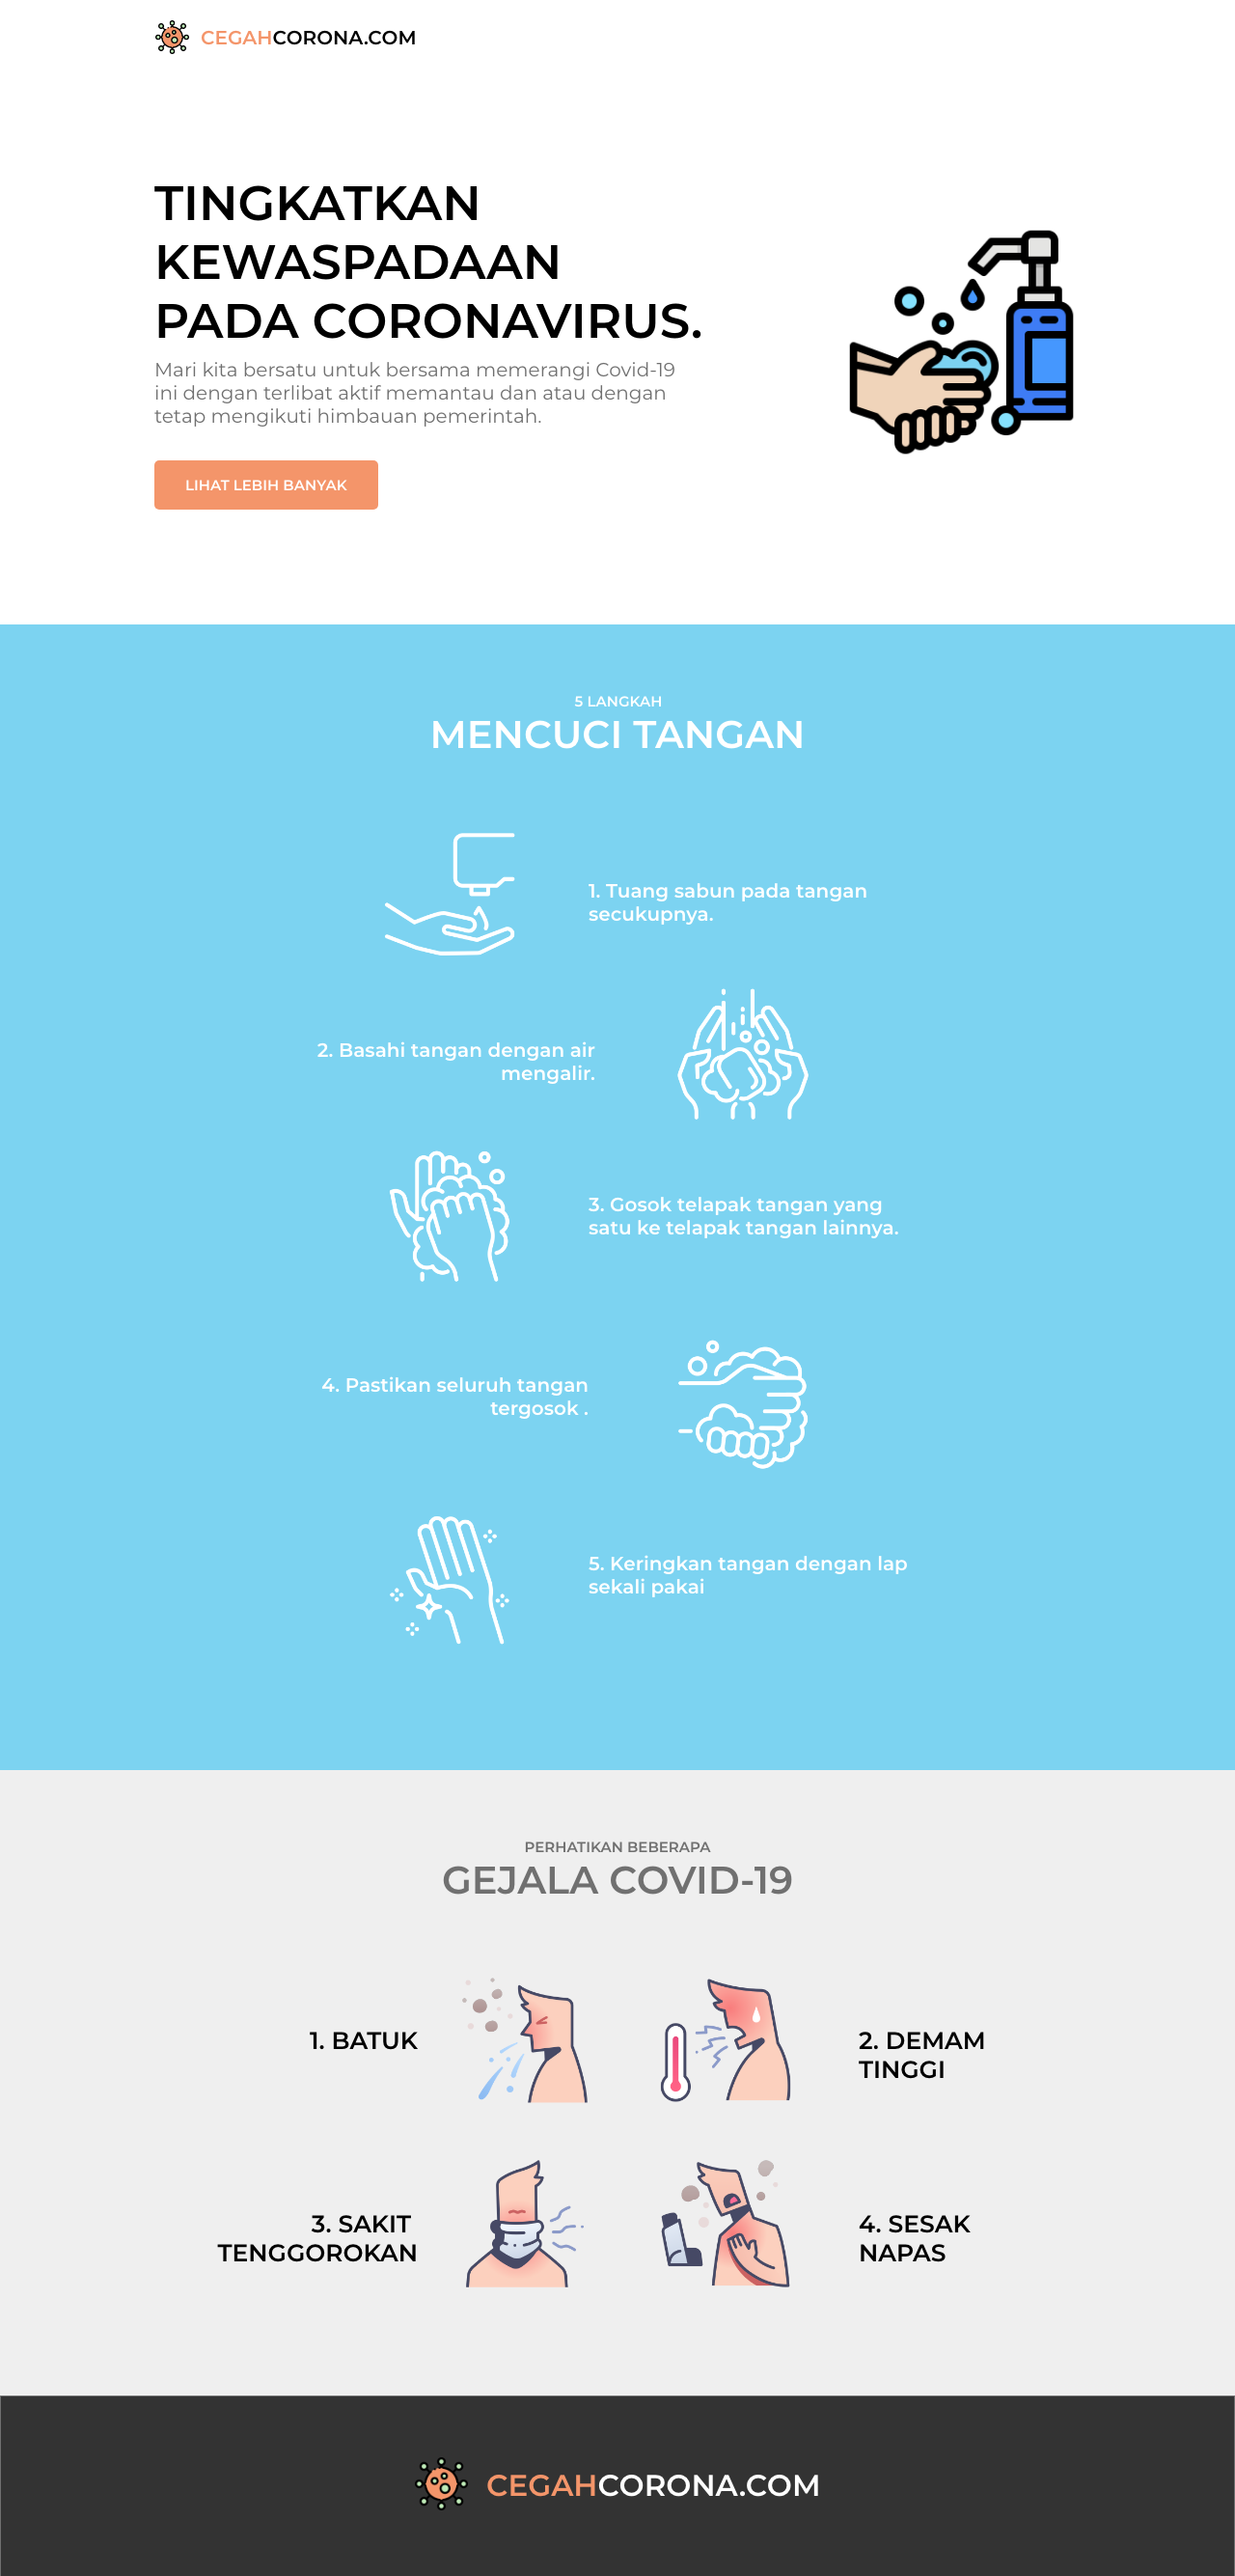 CEGAHCORONA.COM
TINGKATKAN
KEWASPADAAN
PADA CORONAVIRUS.
Mari kita bersatu untuk bersama memerangi Covid-19
ini dengan terlibat aktif memantau dan atau dengan
tetap mengikuti himbauan pemerintah.
LIHAT LEBIH BANYAK
5 LANGKAH
MENCUCI TANGAN
1. Tuang sabun pada tangan
secukupnya.
2. Basahi tangan dengan air
mengalir.
3. Gosok telapak tangan yang
satu ke telapak tangan lainnya.
4. Pastikan seluruh tangan
tergosok .
5. Keringkan tangan dengan lap
sekali pakai
PERHATIKAN BEBERAPA
GEJALA COVID-19
1. BATUK
2. DEMAM
TINGGI
3. SAKIT
TENGGOROKAN
4. SESAK
NAPAS
CEGAHCORONA.COM